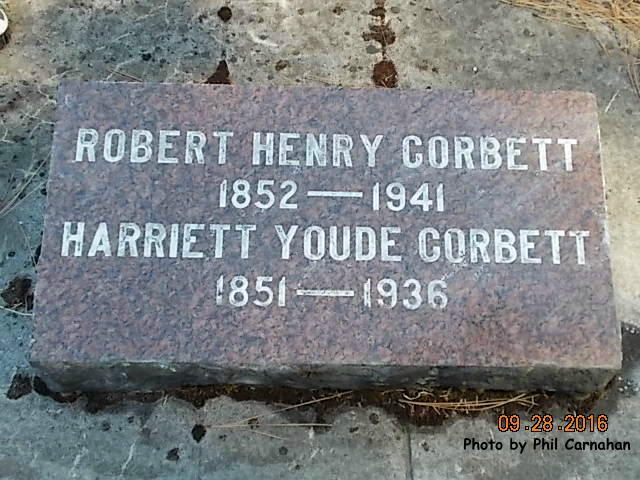 ROBERT HENRY CORBETT
1852—1941
HARRIETT YOUDE CORBETT
1851—1936
09.28.2016
Photo by Phil Carnahan